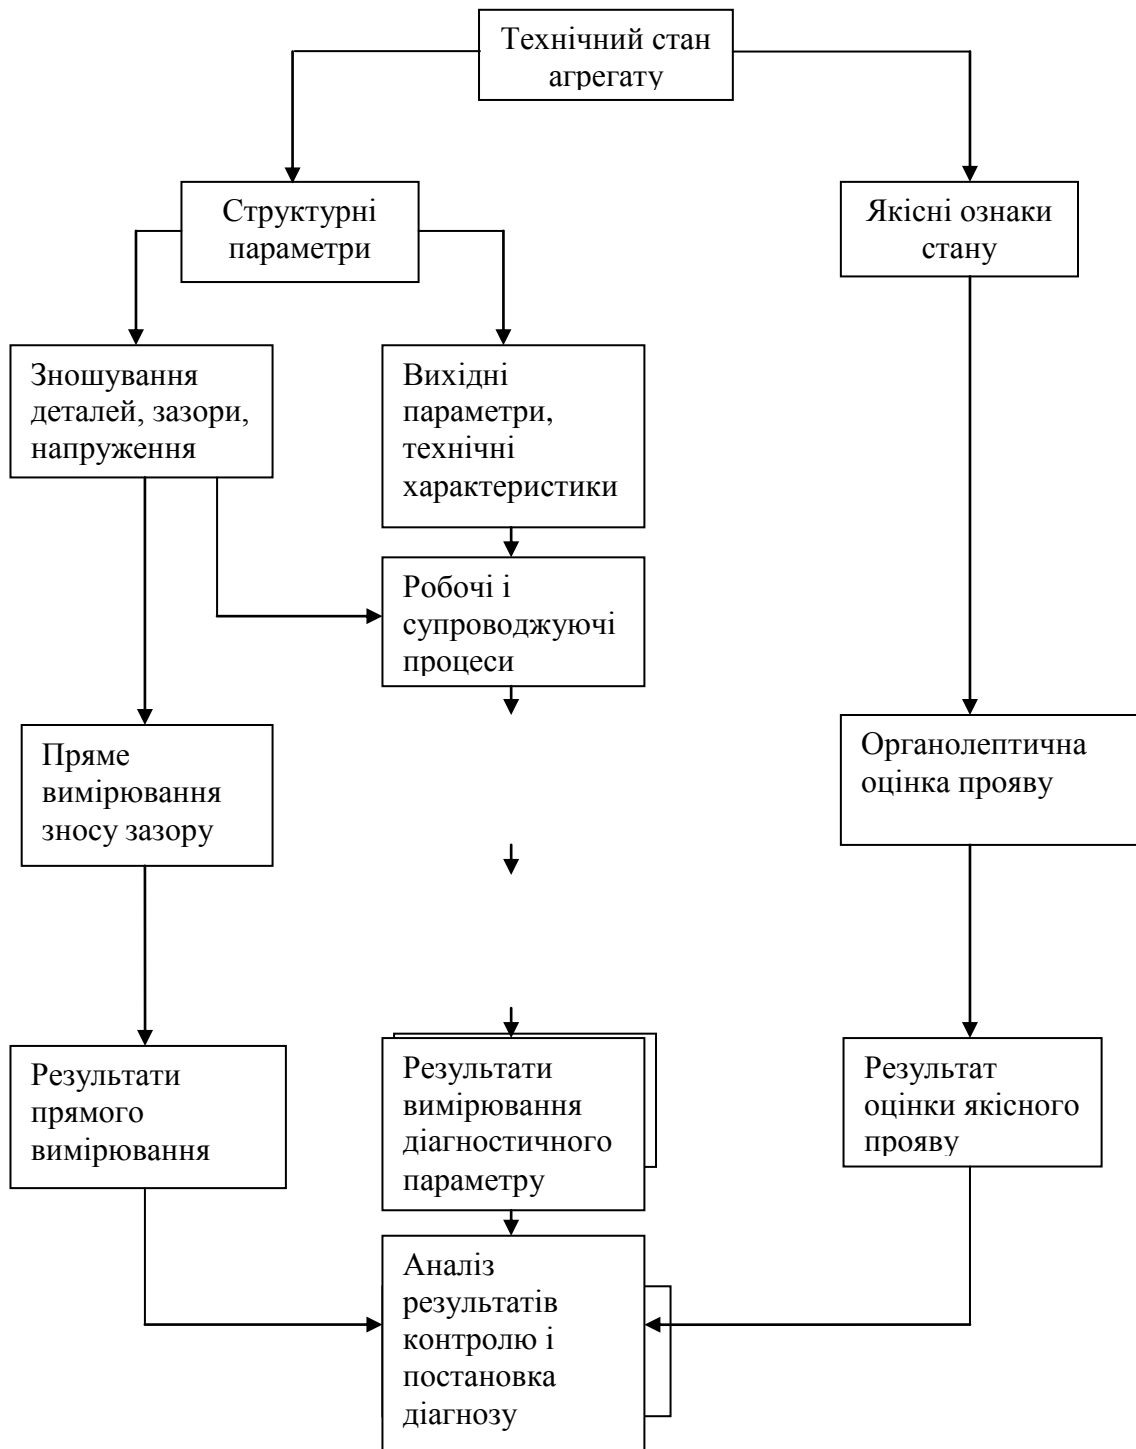 Технічний стан
агрегату
Структурні
параметри
Якісні ознаки
стану
Зношування
деталей, зазори,
напруження
Вихідні
параметри,
технічні
характеристики
Робочі і
супроводжуючі
процеси
Пряме
вимірювання
зносу зазору
Органолептична
оцінка прояву
Результати
прямого
вимірювання
Результати
вимірювання
діагностичного
параметру
Результат
оцінки якісного
прояву
Аналіз
результатів
контролю і
постановка
діагнозу